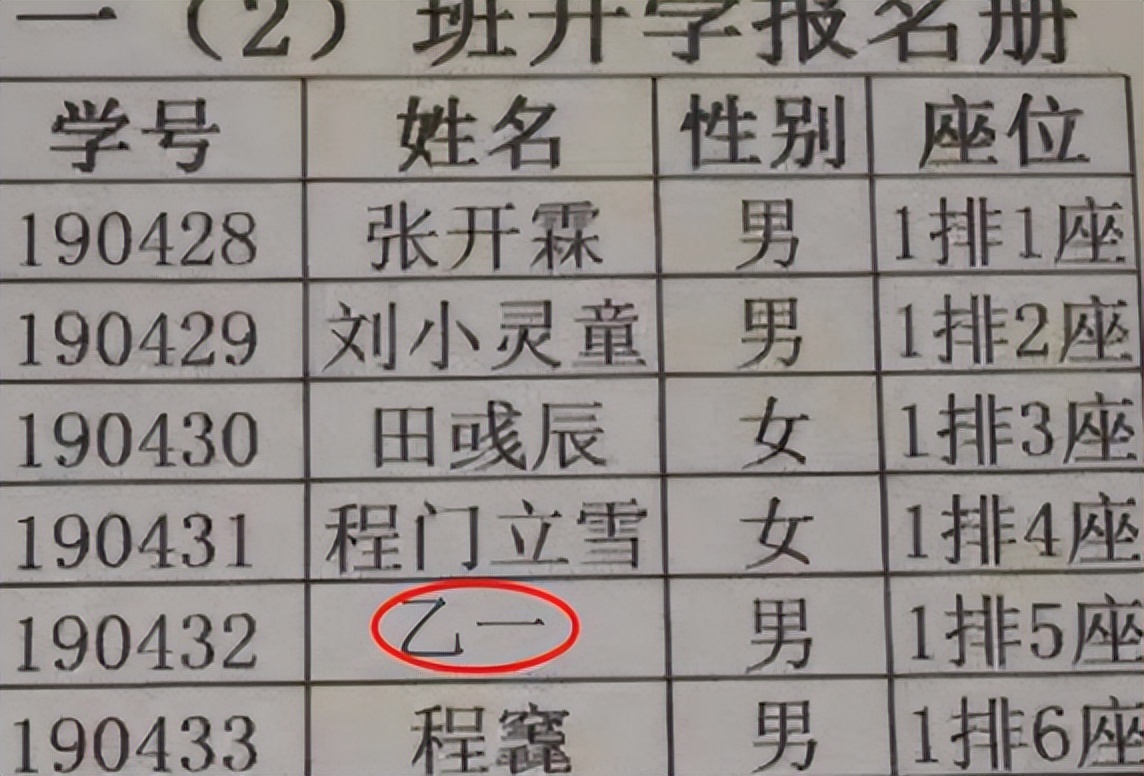 一（2）班开学报名册
学号 姓名 性别 座位
190428 张开霖 男 1排1座
190429 刘小灵童 男 1排2座
190430 田彧辰 女 1排3座
190431 程门立雪 女 1排4座
190432 乙一 男 1排5座
190433 程 男 1排6座